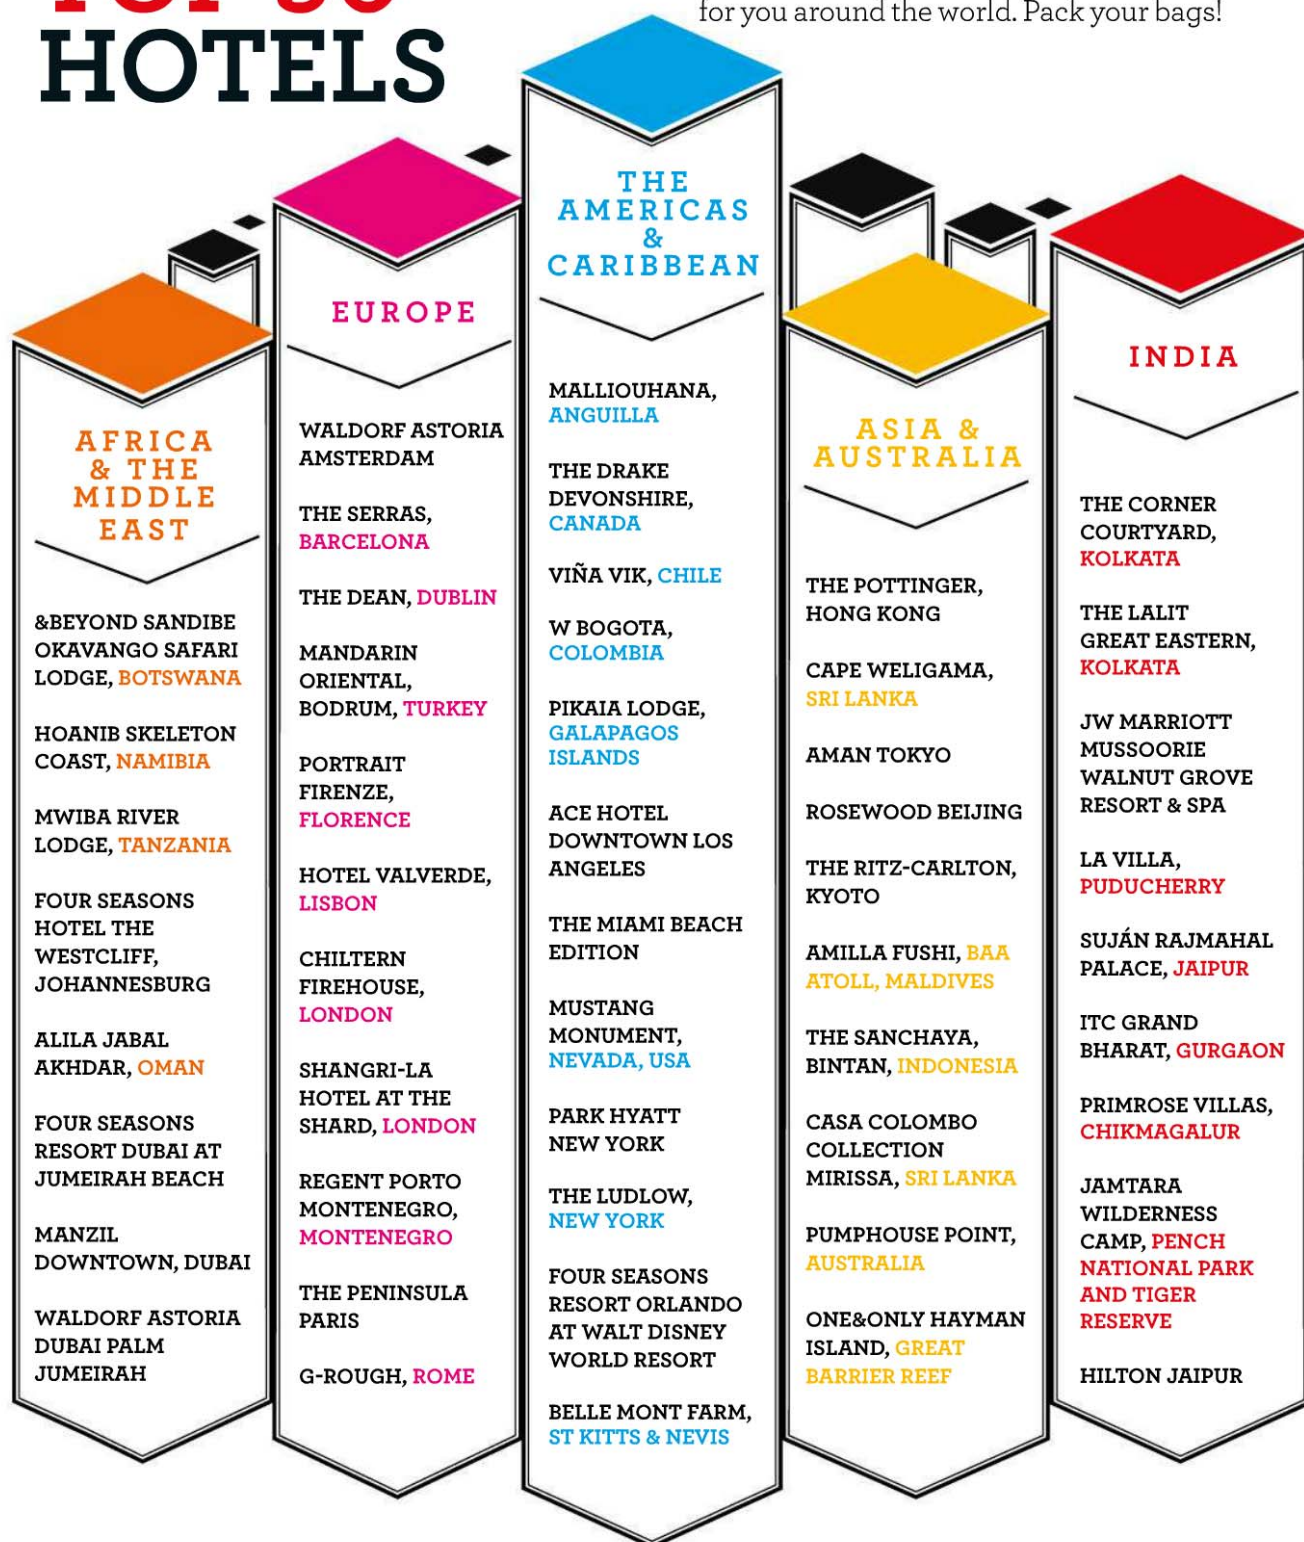 TOP 50
HOTELS
for you around the world. Pack your bags!
AFRICA
& THE
MIDDLE
EAST
&BEYOND SANDIBE
OKAVANGO SAFARI
LODGE, BOTSWANA
HOANIB SKELETON
COAST, NAMIBIA
MWIBA RIVER
LODGE, TANZANIA
FOUR SEASONS
HOTEL THE
WESTCLIFF,
JOHANNESBURG
ALILA JABAL
AKHDAR, OMAN
FOUR SEASONS
RESORT DUBAI AT
JUMEIRAH BEACH
MANZIL
DOWNTOWN, DUBAI
WALDORF ASTORIA
DUBAI PALM
JUMEIRAH
EUROPE
WALDORF ASTORIA
AMSTERDAM
THE SERRAS,
BARCELONA
THE DEAN, DUBLIN
MANDARIN
ORIENTAL,
BODRUM, TURKEY
PORTRAIT
FIRENZE,
FLORENCE
HOTEL VALVERDE,
LISBON
CHILTERN
FIREHOUSE,
LONDON
SHANGRI-LA
HOTEL AT THE
SHARD, LONDON
REGENT PORTO
MONTENEGRO,
MONTENEGRO
THE PENINSULA
PARIS
G-ROUGH, ROME
THE
AMERICAS
&
CARIBBEAN
MALLIOUHANA,
ANGUILLA
THE DRAKE
DEVONSHIRE,
CANADA
VIÑA VIK, CHILE
W BOGOTA,
COLOMBIA
PIKAIA LODGE,
GALAPAGOS
ISLANDS
ACE HOTEL
DOWNTOWN LOS
ANGELES
THE MIAMI BEACH
EDITION
MUSTANG
MONUMENT,
NEVADA, USA
PARK HYATT
NEW YORK
THE LUDLOW,
NEW YORK
FOUR SEASONS
RESORT ORLANDO
AT WALT DISNEY
WORLD RESORT
BELLE MONT FARM,
ST KITTS & NEVIS
ASIA &
AUSTRALIA
THE POTTINGER,
HONG KONG
CAPE WELIGAMA,
SRI LANKA
AMAN TOKYO
ROSEWOOD BEIJING
THE RITZ-CARLTON,
KYOTO
AMILLA FUSHI, BAA
ATOLL, MALDIVES
THE SANCHAYA,
BINTAN, INDONESIA
CASA COLOMBO
COLLECTION
MIRISSA, SRI LANKA
PUMPHOUSE POINT,
AUSTRALIA
ONE&ONLY HAYMAN
ISLAND, GREAT
BARRIER REEF
INDIA
THE CORNER
COURTYARD,
KOLKATA
THE LALIT
GREAT EASTERN,
KOLKATA
JW MARRIOTT
MUSSOORIE
WALNUT GROVE
RESORT & SPA
LA VILLA,
PUDUCHERRY
SUJÁN RAJMAHAL
PALACE, JAIPUR
ITC GRAND
BHARAT, GURGAON
PRIMROSE VILLAS,
CHIKMAGALUR
JAMTARA
WILDERNESS
CAMP, PENCH
NATIONAL PARK
AND TIGER
RESERVE
HILTON JAIPUR